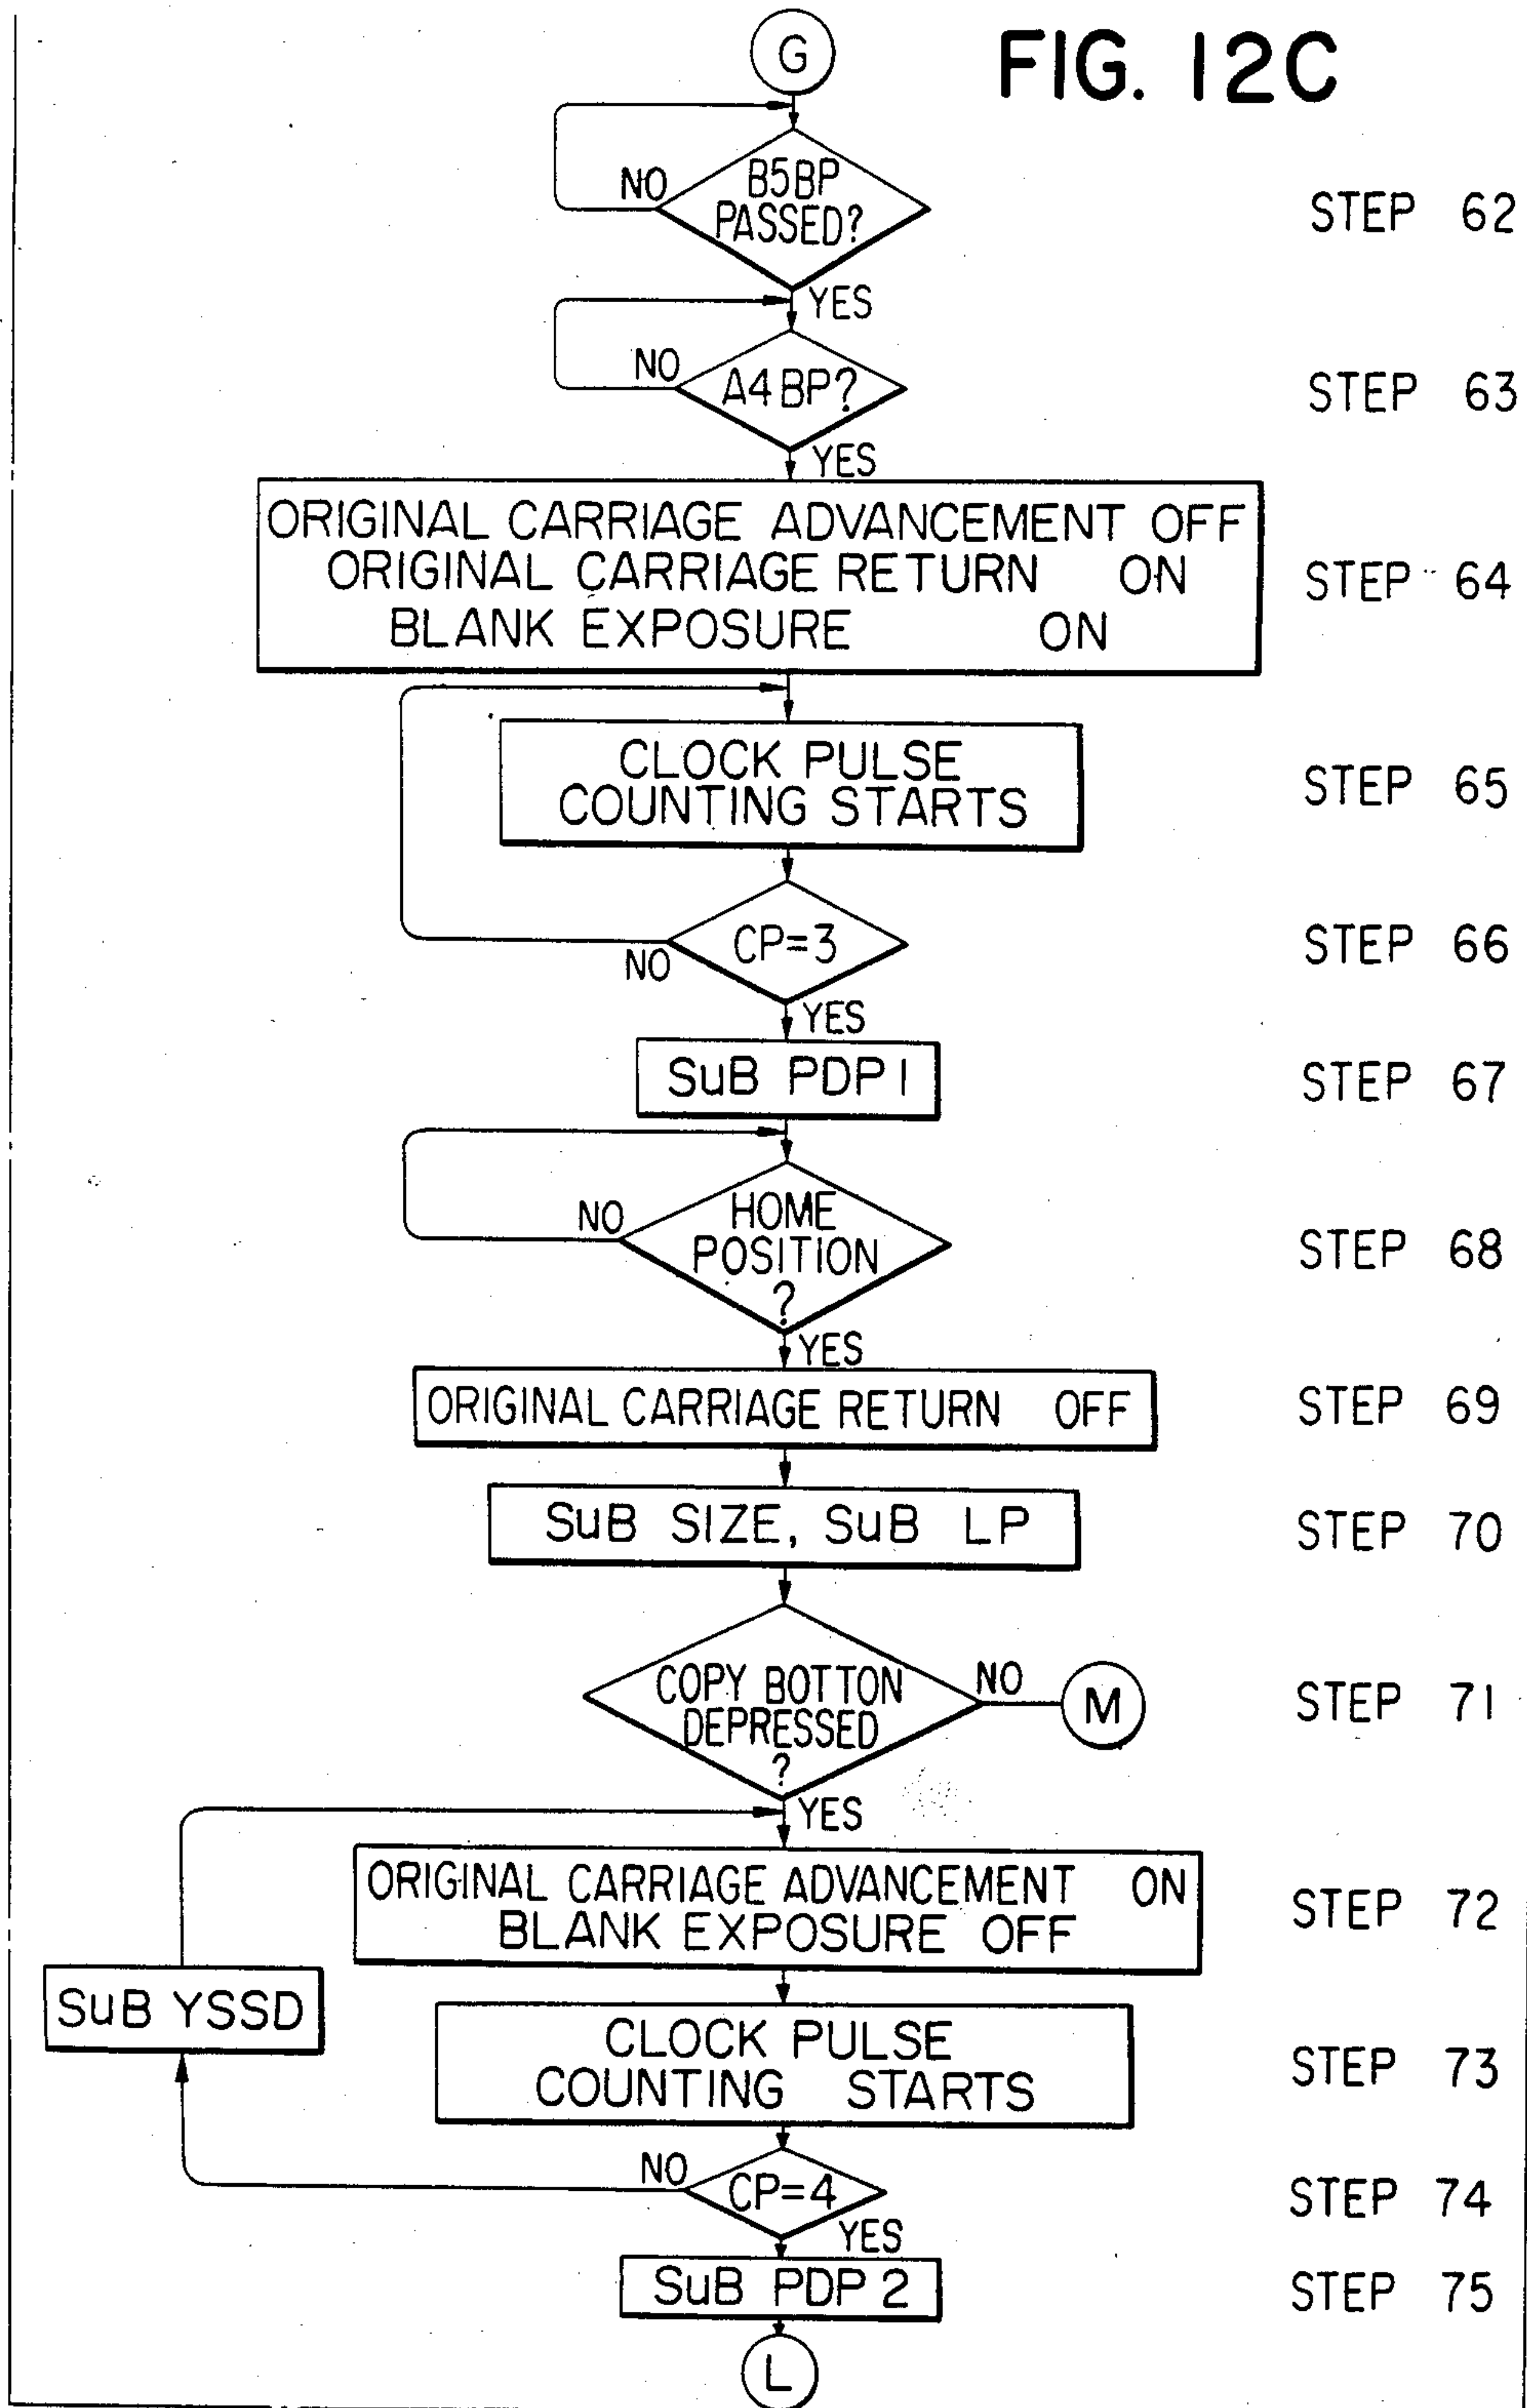 G
FIG. 12C
B5BP
PASSED?
NO
YES
STEP 62
A4 BP?
NO
YES
STEP 63
ORIGINAL CARRIAGE ADVANCEMENT OFF
ORIGINAL CARRIAGE RETURN ON
BLANK EXPOSURE ON
STEP 64
CLOCK PULSE
COUNTING STARTS
STEP 65
CP=3
NO
YES
STEP 66
SuB PDP 1
STEP 67
HOME
POSITION
?
NO
YES
STEP 68
ORIGINAL CARRIAGE RETURN OFF
STEP 69
SuB SIZE, SuB LP
STEP 70
COPY BOTTON
DEPRESSED
?
NO
M
YES
STEP 71
ORIGINAL CARRIAGE ADVANCEMENT ON
BLANK EXPOSURE OFF
STEP 72
SuB YSSD
CLOCK PULSE
COUNTING STARTS
STEP 73
CP=4
NO
YES
STEP 74
SuB PDP 2
STEP 75
L